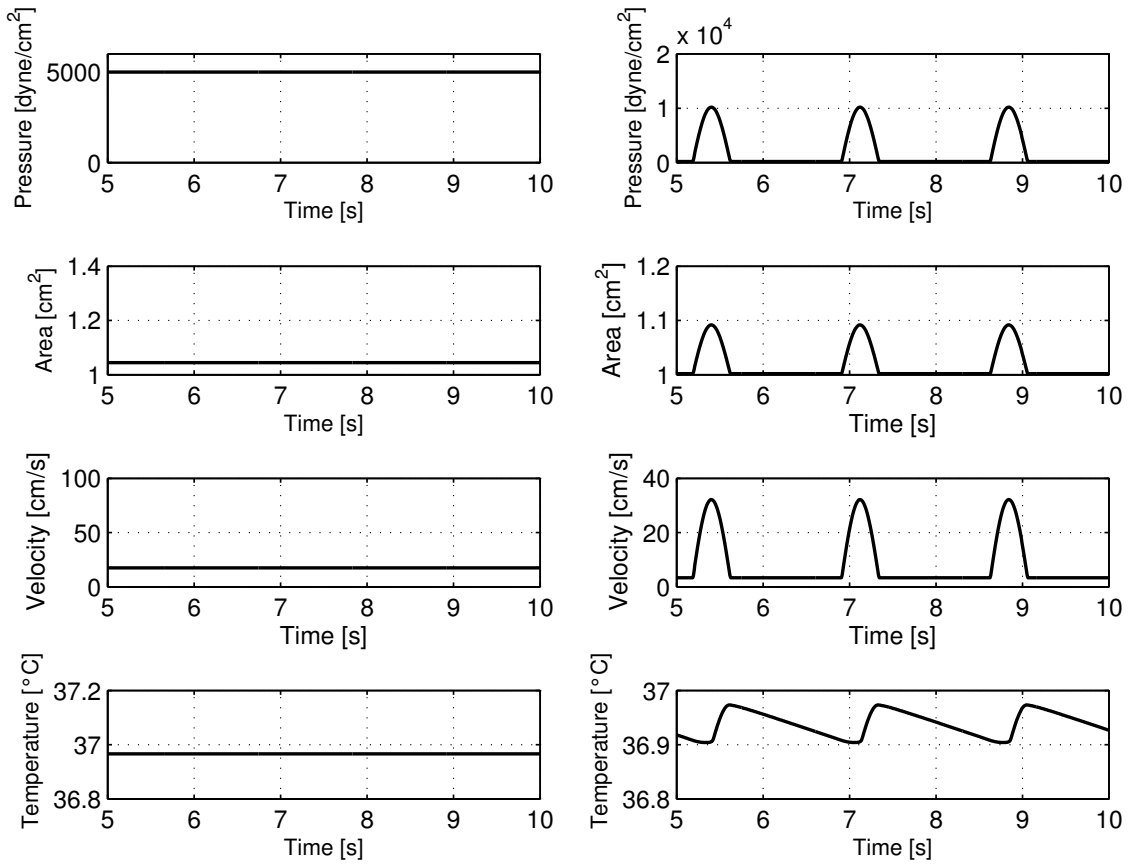 Pressure [dyne/cm²]
5000
0
5 6 7 8 9 10
Time [s]
x 10⁴
Pressure [dyne/cm²]
2
1
0
5 6 7 8 9 10
Time [s]
Area [cm²]
1.4
1.2
1
5 6 7 8 9 10
Time [s]
Area [cm²]
1.2
1.1
1
5 6 7 8 9 10
Time [s]
Velocity [cm/s]
100
50
0
5 6 7 8 9 10
Time [s]
Velocity [cm/s]
40
20
0
5 6 7 8 9 10
Time [s]
Temperature [°C]
37.2
37
36.8
5 6 7 8 9 10
Time [s]
Temperature [°C]
37
36.9
36.8
5 6 7 8 9 10
Time [s]